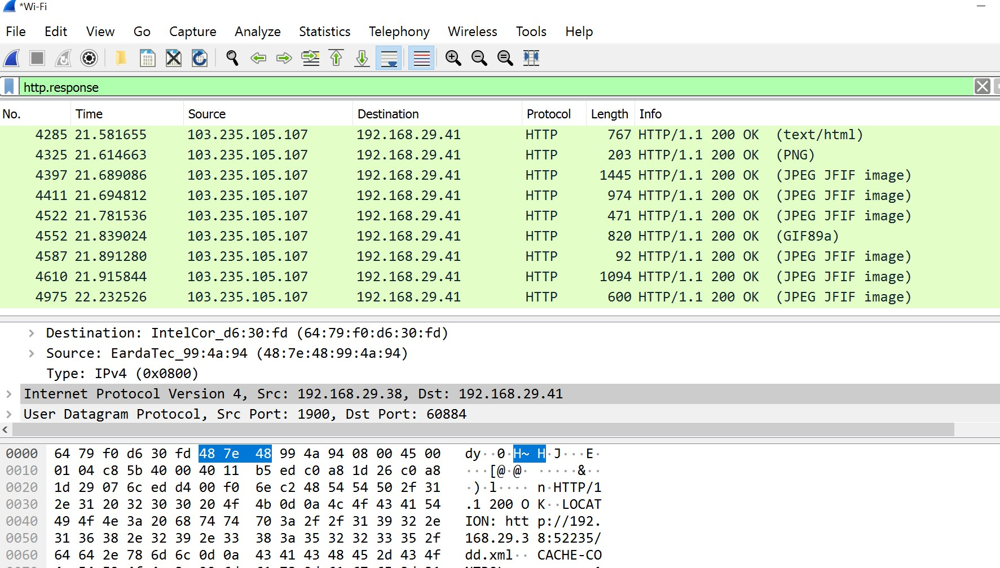 *Wi-Fi
File Edit View Go Capture Analyze Statistics Telephony Wireless Tools Help
http.response
No. Time Source Destination Protocol Length Info
4285 21.581655 103.235.105.107 192.168.29.41 HTTP 767 HTTP/1.1 200 OK (text/html)
4325 21.614663 103.235.105.107 192.168.29.41 HTTP 203 HTTP/1.1 200 OK (PNG)
4397 21.689086 103.235.105.107 192.168.29.41 HTTP 1445 HTTP/1.1 200 OK (JPEG JFIF image)
4411 21.694812 103.235.105.107 192.168.29.41 HTTP 974 HTTP/1.1 200 OK (JPEG JFIF image)
4522 21.781536 103.235.105.107 192.168.29.41 HTTP 471 HTTP/1.1 200 OK (JPEG JFIF image)
4552 21.839024 103.235.105.107 192.168.29.41 HTTP 820 HTTP/1.1 200 OK (GIF89a)
4587 21.891280 103.235.105.107 192.168.29.41 HTTP 92 HTTP/1.1 200 OK (JPEG JFIF image)
4610 21.915844 103.235.105.107 192.168.29.41 HTTP 1094 HTTP/1.1 200 OK (JPEG JFIF image)
4975 22.232526 103.235.105.107 192.168.29.41 HTTP 600 HTTP/1.1 200 OK (JPEG JFIF image)
Destination: IntelCor_d6:30:fd (64:79:f0:d6:30:fd)
Source: EardaTec_99:4a:94 (48:7e:48:99:4a:94)
Type: IPv4 (0x0800)
Internet Protocol Version 4, Src: 192.168.29.38, Dst: 192.168.29.41
User Datagram Protocol, Src Port: 1900, Dst Port: 60884
0000 64 79 f0 d6 30 fd 48 7e 48 99 4a 94 08 00 45 00 dy··0·H~ H·J···E·
0010 01 04 c8 5b 40 00 40 11 b5 ed c0 a8 1d 26 c0 a8 ···[@·@· ·····&··
0020 1d 29 07 6c ed d4 00 f0 6e c2 48 54 54 50 2f 31 ·)·l···· n·HTTP/1
0030 2e 31 20 32 30 30 20 4f 4b 0d 0a 4c 4f 43 41 54 .1 200 O K··LOCAT
0040 49 4f 4e 3a 20 68 74 74 70 3a 2f 2f 31 39 32 2e ION: htt p://192.
0050 31 36 38 2e 32 39 2e 33 38 3a 35 32 32 33 35 2f 168.29.3 8:52235/
0060 64 64 2e 78 6d 6c 0d 0a 43 41 43 48 45 2d 43 4f dd.xml·· CACHE-CO